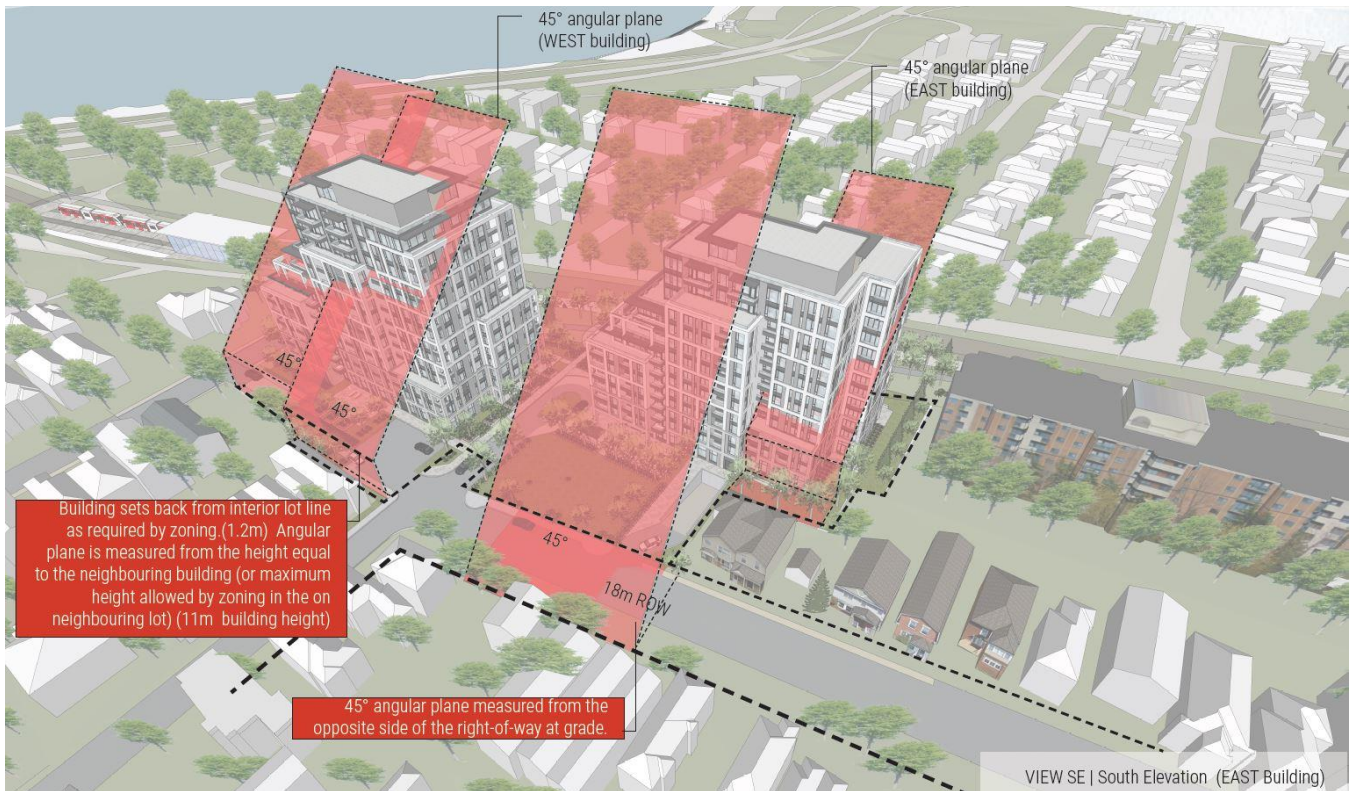 45° angular plane
(WEST building)
45° angular plane
(EAST building)
45°
45°
Building sets back from interior lot line
as required by zoning.(1.2m)  Angular
plane is measured from the height equal
to the neighbouring building (or maximum
height allowed by zoning in the on
neighbouring lot) (11m  building height)
45°
18m ROW
45° angular plane measured from the
opposite side of the right-of-way at grade.
VIEW SE | South Elevation  (EAST Building)